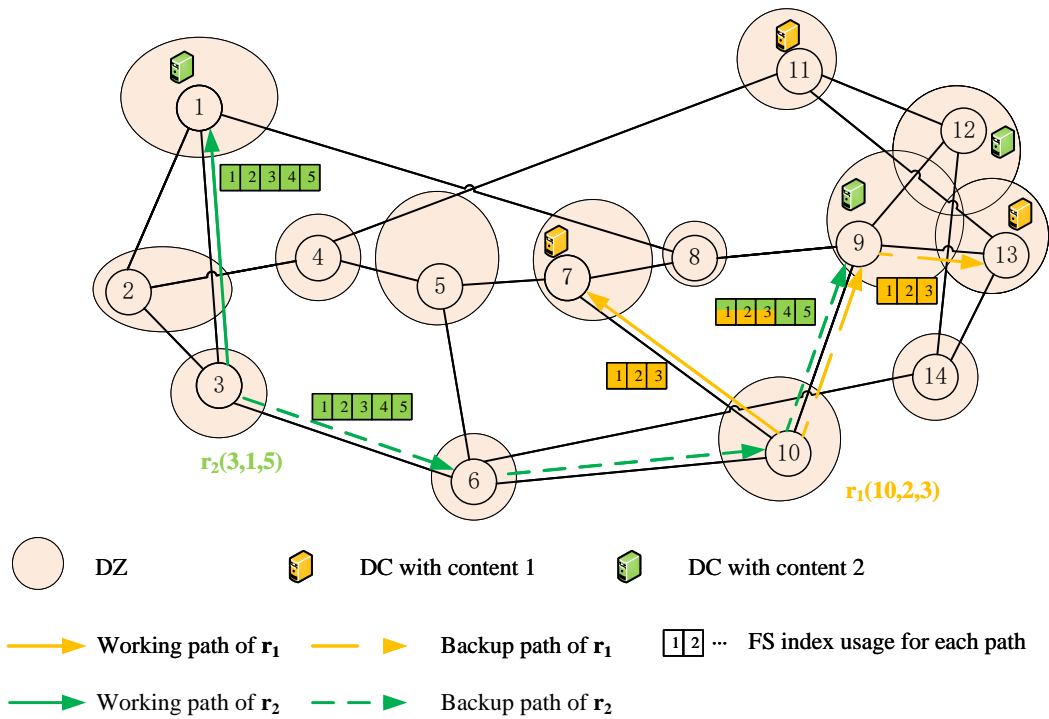 11
1
12
1 2 3 4 5
9
13
4
8
2
5
7
1 2 3
1 2 3 4 5
3
1 2 3
14
1 2 3 4 5
r2(3,1,5)
6
10
r1(10,2,3)
DZ
DC with content 1
DC with content 2
Working path of r1
Backup path of r1
1 2 ··· FS index usage for each path
Working path of r2
Backup path of r2